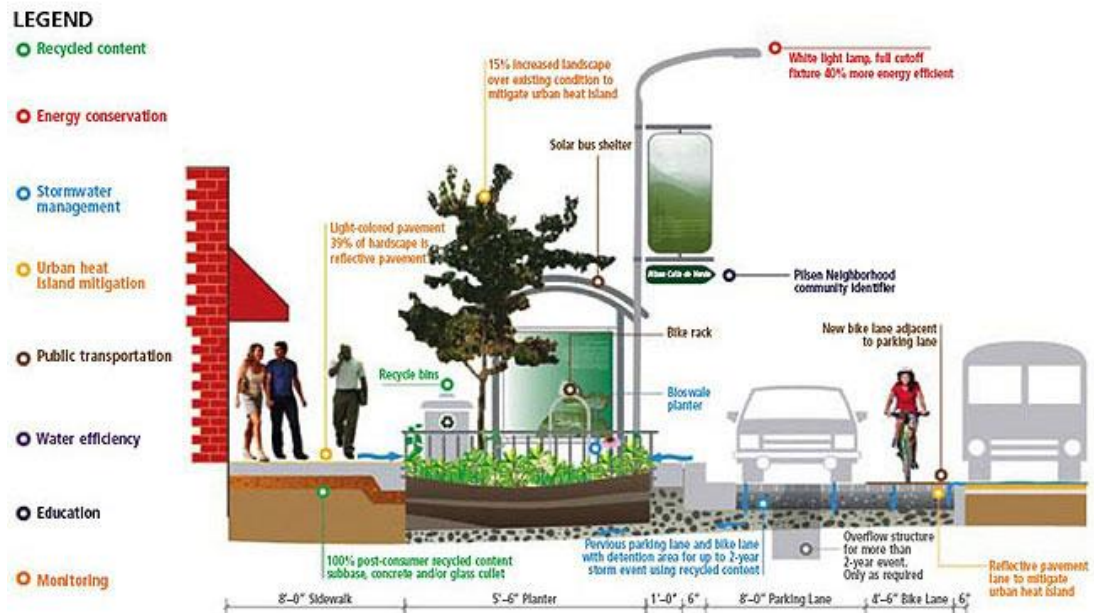 LEGEND
Recycled content
Energy conservation
Stormwater
management
Urban heat
island mitigation
Public transportation
Water efficiency
Education
Monitoring
15% increased landscape
over existing condition to
mitigate urban heat island
White light lamp, full cutoff
fixture 40% more energy efficient
Solar bus shelter
Light-colored pavement
39% of hardscape is
reflective pavement
Pilsen Calle de Verde
Pilsen Neighborhood
community identifier
Bike rack
New bike lane adjacent
to parking lane
Recycle bins
Bioswale
planter
100% post-consumer recycled content
subbase, concrete and/or glass cullet
Pervious parking lane and bike lane
with detention area for up to 2-year
storm event using recycled content
Overflow structure
for more than
2-year event.
Only as required
Reflective pavement
lane to mitigate
urban heat island
8'-0" Sidewalk
5'-6" Planter
1'-0"
6"
8'-0" Parking Lane
4'-6" Bike Lane
6"